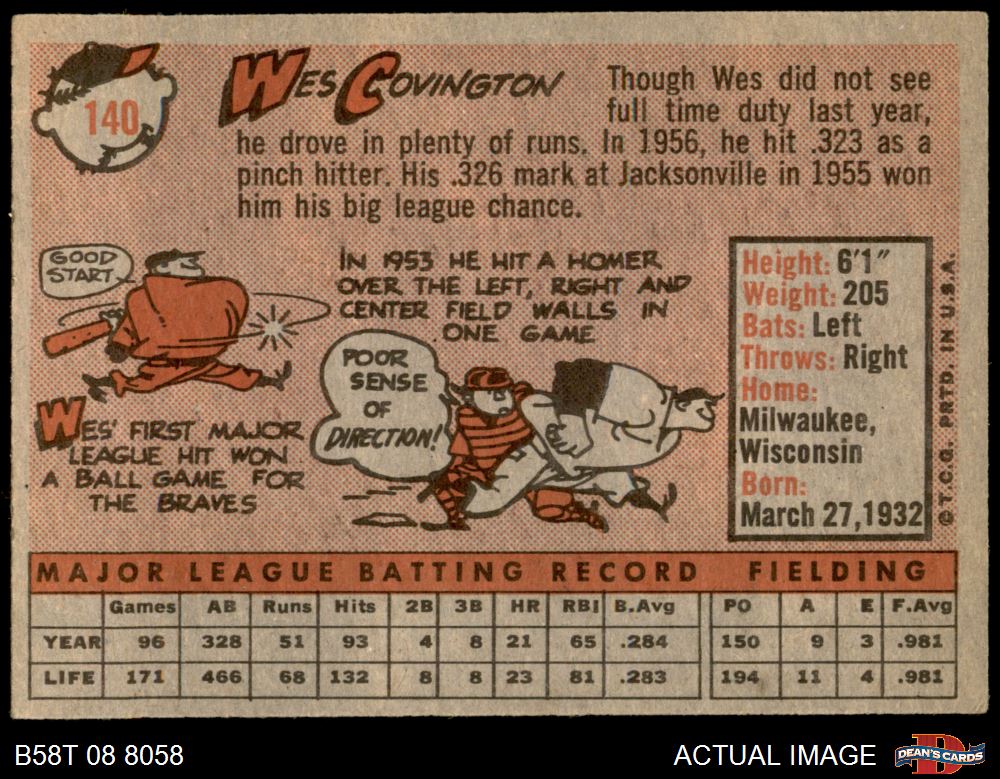 140
WES COVINGTON
Though Wes did not see
full time duty last year,
he drove in plenty of runs. In 1956, he hit .323 as a
pinch hitter. His .326 mark at Jacksonville in 1955 won
him his big league chance.
GOOD
START
WES' FIRST MAJOR
LEAGUE HIT WON
A BALL GAME FOR
THE BRAVES
IN 1953 HE HIT A HOMER
OVER THE LEFT, RIGHT AND
CENTER FIELD WALLS IN
ONE GAME
POOR
SENSE
OF
DIRECTION!
Height: 6'1"
Weight: 205
Bats: Left
Throws: Right
Home:
Milwaukee,
Wisconsin
Born:
March 27, 1932
© T.C.G. PRTD. IN U.S.A.
MAJOR LEAGUE BATTING RECORD FIELDING
Games AB Runs Hits 2B 3B HR RBI B.Avg PO A E F.Avg
YEAR 96 328 51 93 4 8 21 65 .284 150 9 3 .981
LIFE 171 466 68 132 8 8 23 81 .283 194 11 4 .981
B58T 08 8058 ACTUAL IMAGE
DEAN'S CARDS